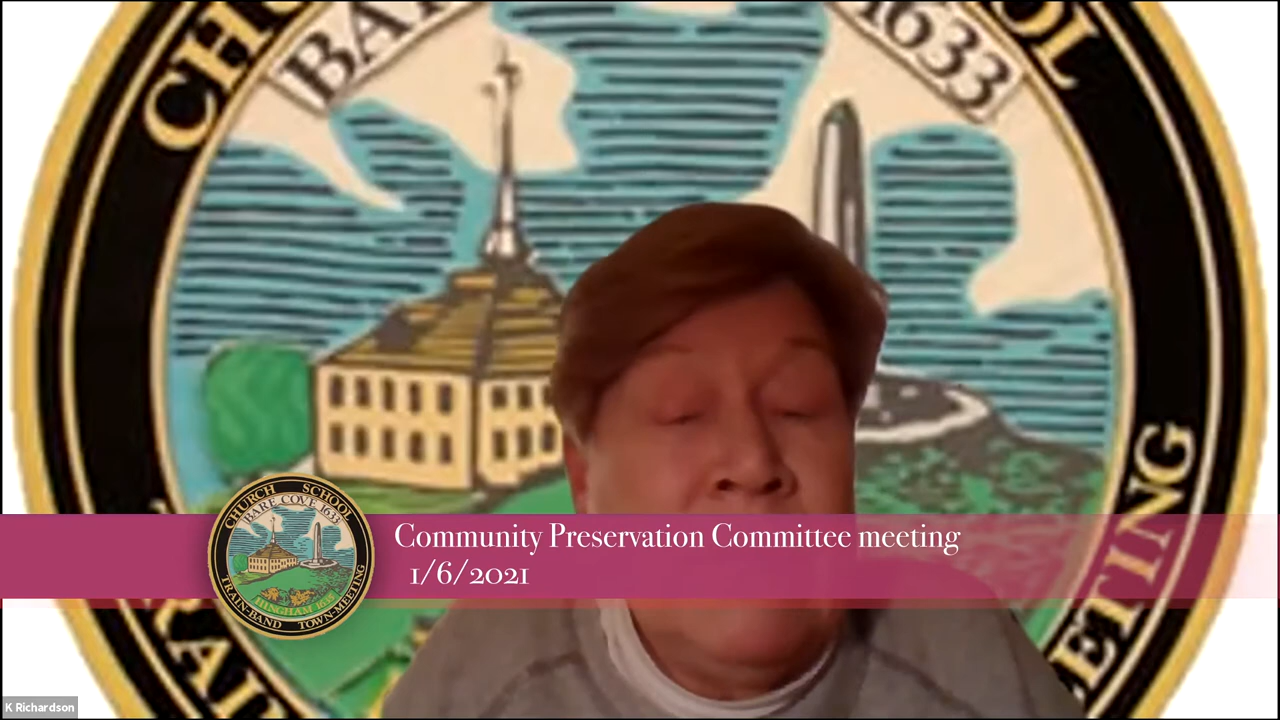 CHURCH SCHOOL
BARE COVE 1633
Community Preservation Committee meeting
1/6/2021
HINGHAM 1635
TRAIN-BAND TOWN-MEETING
K Richardson